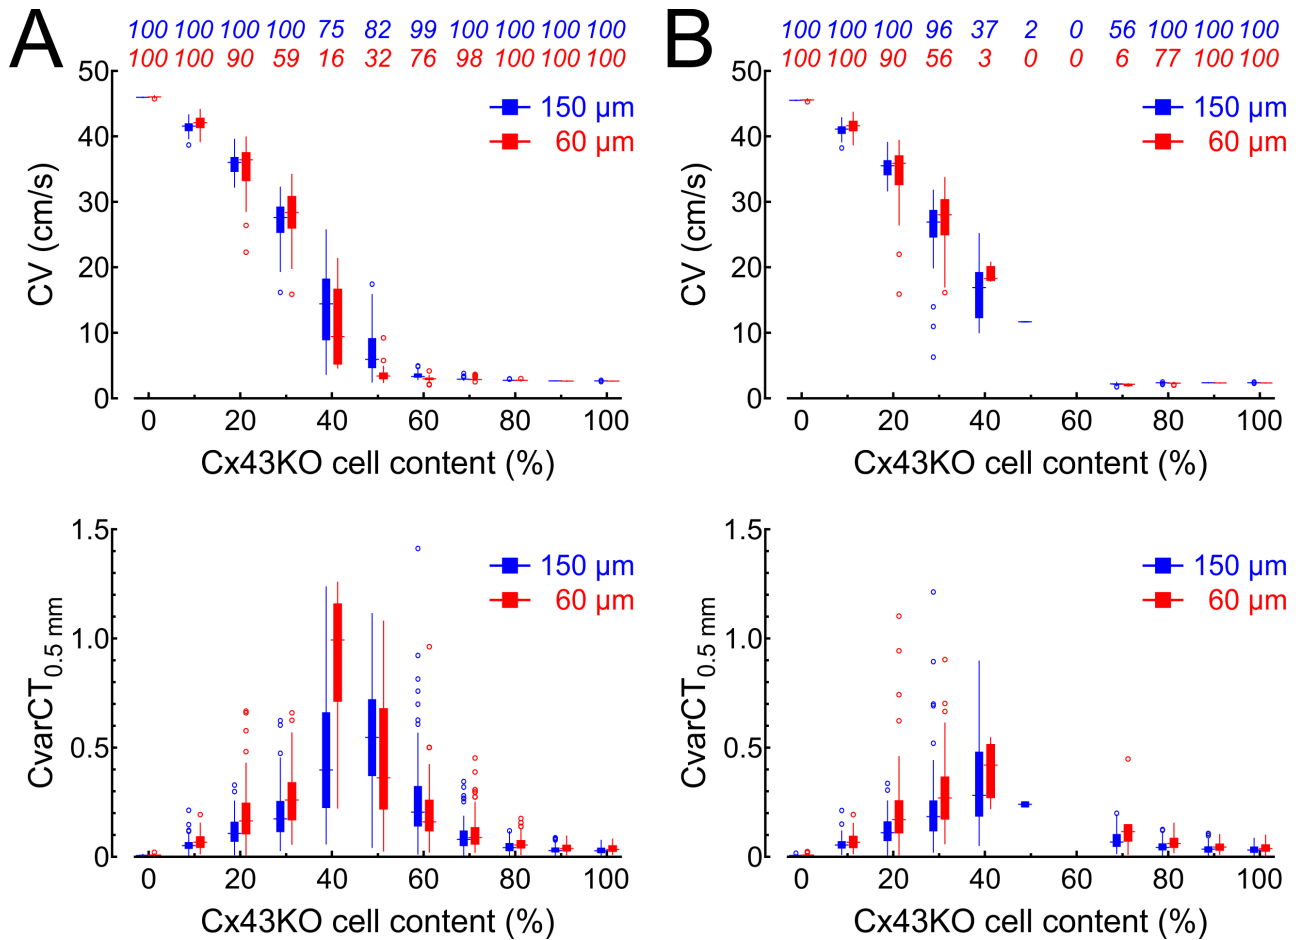 A
100 100 100 100 75 82 99 100 100 100 100
100 100 90 59 16 32 76 98 100 100 100
50
40
30
20
10
0
CV (cm/s)
150 µm
60 µm
0 20 40 60 80 100
Cx43KO cell content (%)
B
100 100 100 96 37 2 0 56 100 100 100
100 100 90 56 3 0 0 6 77 100 100
50
40
30
20
10
0
CV (cm/s)
150 µm
60 µm
0 20 40 60 80 100
Cx43KO cell content (%)
1.5
1.0
0.5
0
CvarCT0.5 mm
150 µm
60 µm
0 20 40 60 80 100
Cx43KO cell content (%)
1.5
1.0
0.5
0
CvarCT0.5 mm
150 µm
60 µm
0 20 40 60 80 100
Cx43KO cell content (%)